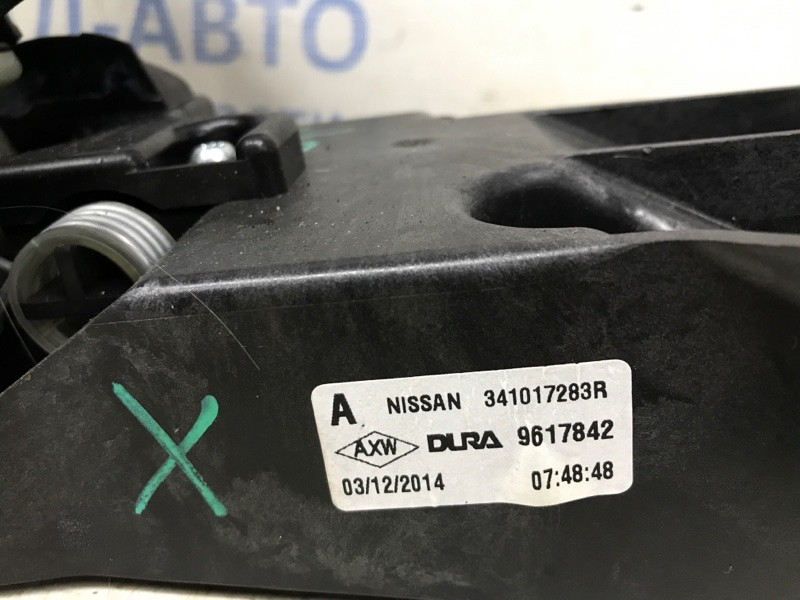 Л-АВТО
A NISSAN 341017283R
AXW DURA 9617842
03/12/2014 07:48:48
X